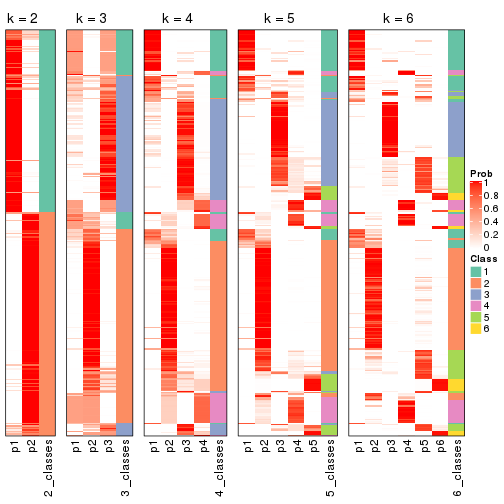 k = 2
k = 3
k = 4
k = 5
k = 6
p1
p2
2_classes
p1
p2
p3
3_classes
p1
p2
p3
p4
4_classes
p1
p2
p3
p4
p5
5_classes
p1
p2
p3
p4
p5
p6
6_classes
Prob
1
0.8
0.6
0.4
0.2
0
Class
1
2
3
4
5
6